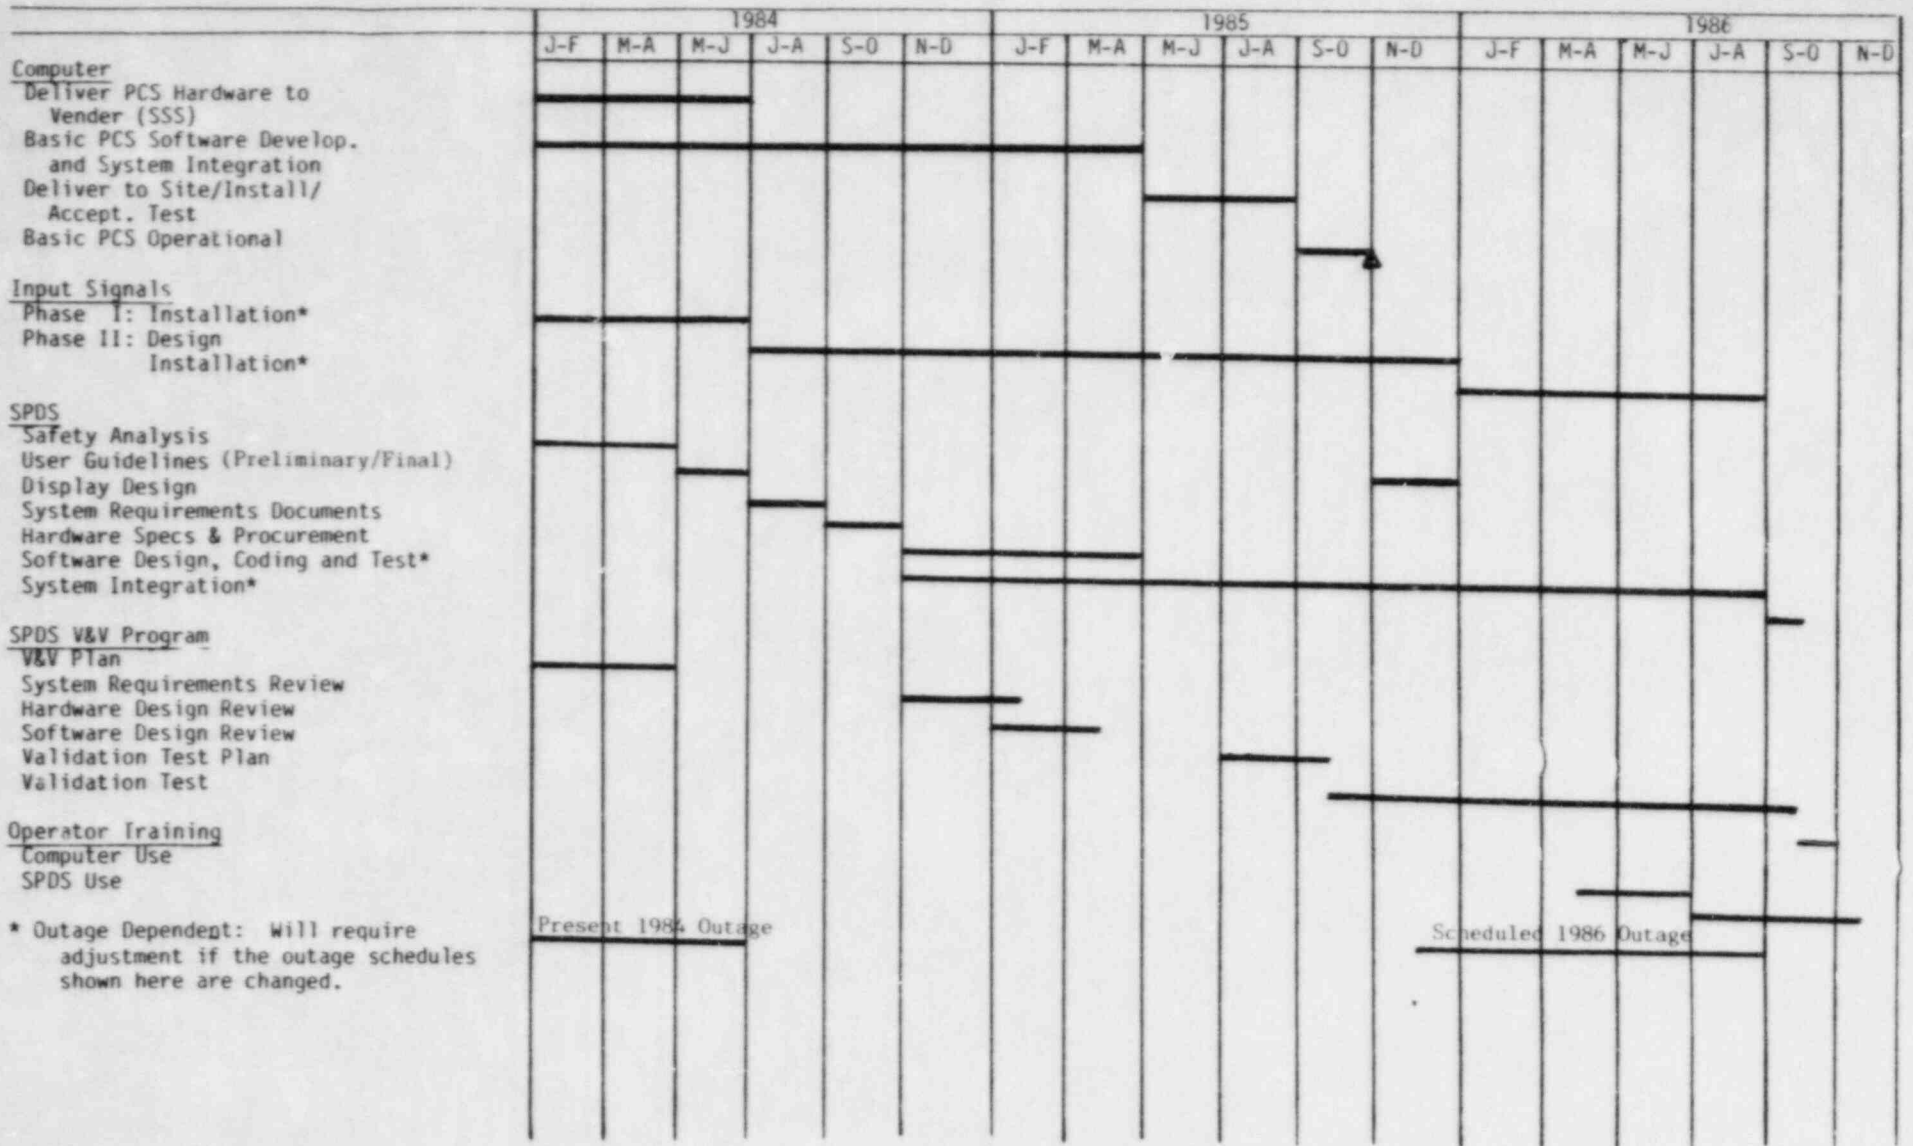 1984 1985 1986
J-F M-A M-J J-A S-O N-D J-F M-A M-J J-A S-O N-D J-F M-A M-J J-A S-O N-D
Computer
Deliver PCS Hardware to
Vender (SSS)
Basic PCS Software Develop.
and System Integration
Deliver to Site/Install/
Accept. Test
Basic PCS Operational
Input Signals
Phase I: Installation*
Phase II: Design
Installation*
SPDS
Safety Analysis
User Guidelines (Preliminary/Final)
Display Design
System Requirements Documents
Hardware Specs & Procurement
Software Design, Coding and Test*
System Integration*
SPDS V&V Program
V&V Plan
System Requirements Review
Hardware Design Review
Software Design Review
Validation Test Plan
Validation Test
Operator Training
Computer Use
SPDS Use
* Outage Dependent: Will require
adjustment if the outage schedules
shown here are changed.
Present 1984 Outage
Scheduled 1986 Outage